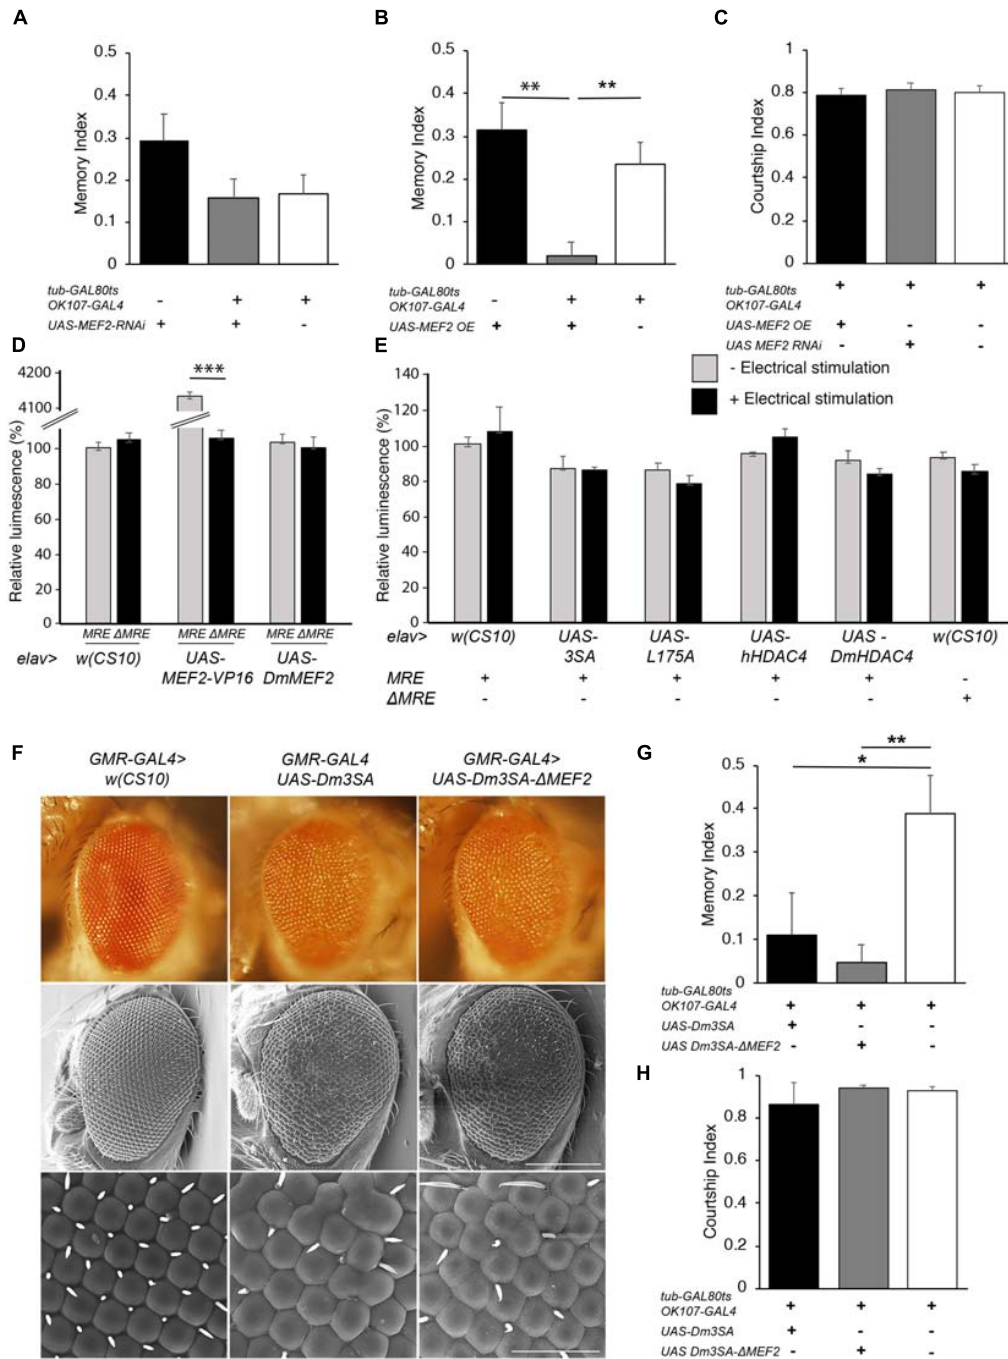 A
Memory Index
0.5
0.4
0.3
0.2
0.1
0
tub-GAL80ts
OK107-GAL4 - + +
UAS-MEF2-RNAi + + -
B
Memory Index
0.5
0.4
0.3
0.2
0.1
0
** **
tub-GAL80ts
OK107-GAL4 - + +
UAS-MEF2 OE + + -
C
Courtship Index
1
0.8
0.6
0.4
0.2
0
tub-GAL80ts + + +
OK107-GAL4
UAS-MEF2 OE + - -
UAS MEF2 RNAi - + -
D
Relative luimescence (%)
4200
4100
100
80
60
40
20
0
***
MRE ΔMRE MRE ΔMRE MRE ΔMRE
elav> w(CS10) UAS- UAS-
MEF2-VP16 DmMEF2
E
- Electrical stimulation
+ Electrical stimulation
Relative luminescence (%)
140
120
100
80
60
40
20
0
elav> w(CS10) UAS- UAS- UAS- UAS - w(CS10)
3SA L175A hHDAC4 DmHDAC4
MRE + + + + + -
ΔMRE - - - - - +
F
GMR-GAL4> GMR-GAL4 GMR-GAL4>
w(CS10) UAS-Dm3SA UAS-Dm3SA-ΔMEF2
G
**
*
Memory Index
0.5
0.4
0.3
0.2
0.1
0
tub-GAL80ts
OK107-GAL4 + + +
UAS-Dm3SA + - -
UAS Dm3SA-ΔMEF2 - + -
H
Courtship Index
1
0.8
0.6
0.4
0.2
0
tub-GAL80ts
OK107-GAL4 + + +
UAS-Dm3SA + - -
UAS Dm3SA-ΔMEF2 - + -